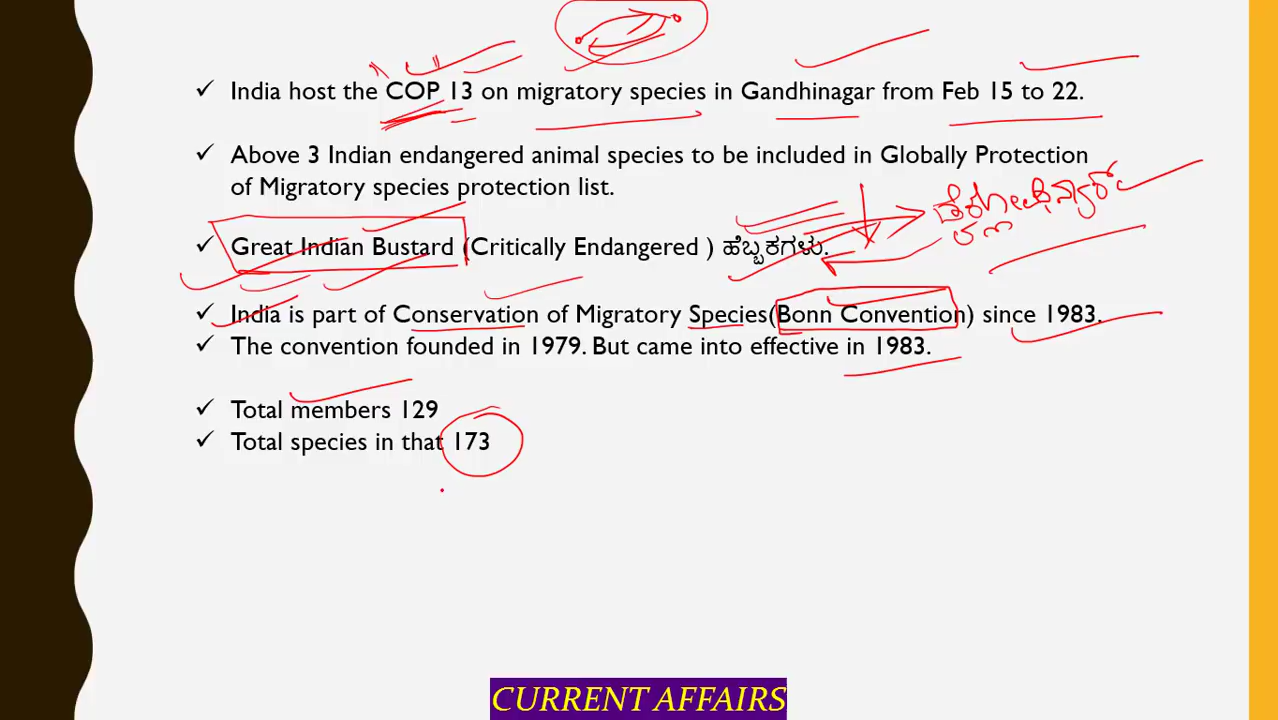 ✓ India host the COP 13 on migratory species in Gandhinagar from Feb 15 to 22.
✓ Above 3 Indian endangered animal species to be included in Globally Protection
of Migratory species protection list.
✓ Great Indian Bustard (Critically Endangered ) ಹೆಬ್ಬಕಗಳು.
✓ India is part of Conservation of Migratory Species(Bonn Convention) since 1983.
✓ The convention founded in 1979. But came into effective in 1983.
✓ Total members 129
✓ Total species in that 173
CURRENT AFFAIRS